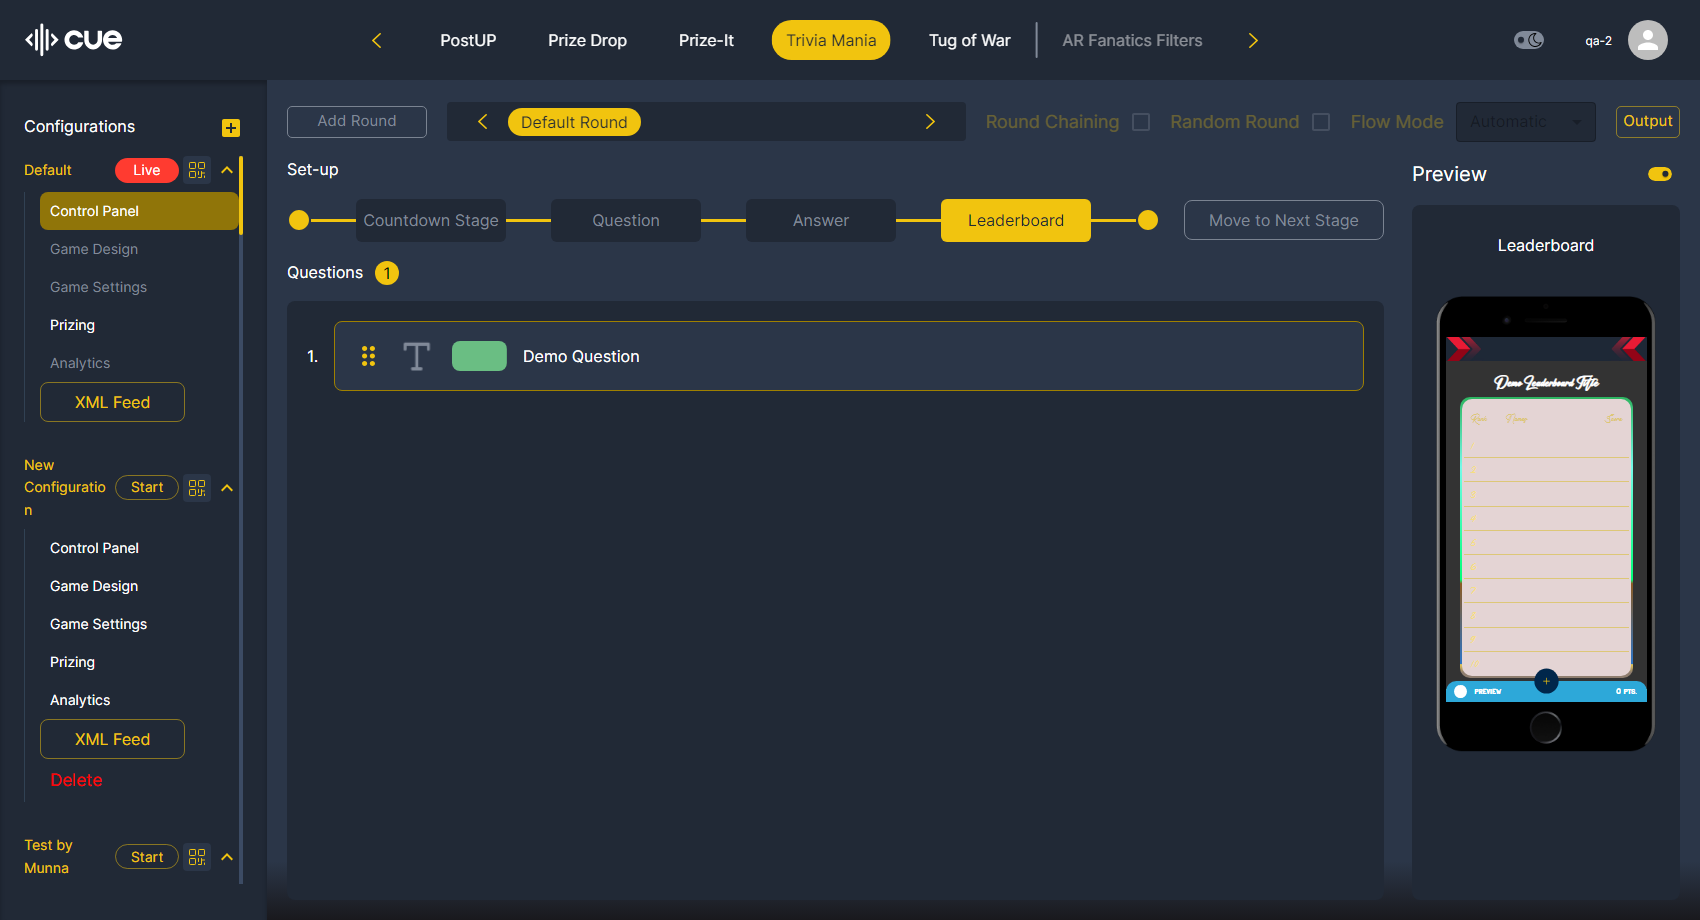 cue
PostUP
Prize Drop
Prize-It
Trivia Mania
Tug of War
AR Fanatics Filters
qa-2
Configurations
Default
Live
Control Panel
Game Design
Game Settings
Prizing
Analytics
XML Feed
New
Configuratio
n
Start
Control Panel
Game Design
Game Settings
Prizing
Analytics
XML Feed
Delete
Test by
Munna
Start
Add Round
Default Round
Round Chaining
Random Round
Flow Mode
Automatic
Output
Set-up
Countdown Stage
Question
Answer
Leaderboard
Move to Next Stage
Questions 1
1.
T
Demo Question
Preview
Leaderboard
Demo Leaderboard Title
Name
PREVIEW
0 PTS.